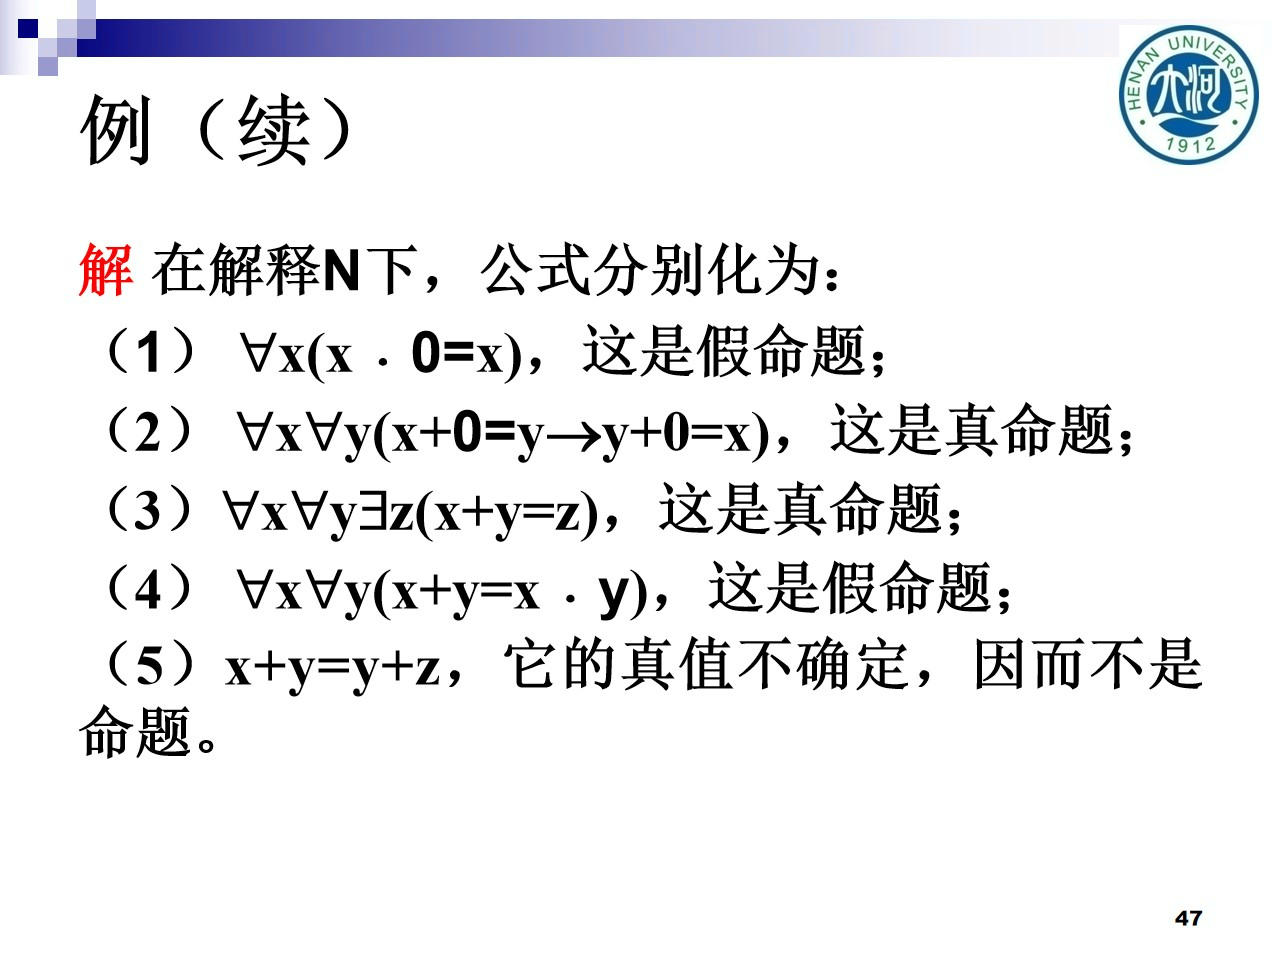 HENAN UNIVERSITY
1912
例（续）
解 在解释N下，公式分别化为：
（1） ∀x(x · 0=x)，这是假命题；
（2） ∀x∀y(x+0=y→y+0=x)，这是真命题；
（3）∀x∀y∃z(x+y=z)，这是真命题；
（4） ∀x∀y(x+y=x · y)，这是假命题；
（5）x+y=y+z，它的真值不确定，因而不是
命题。
47